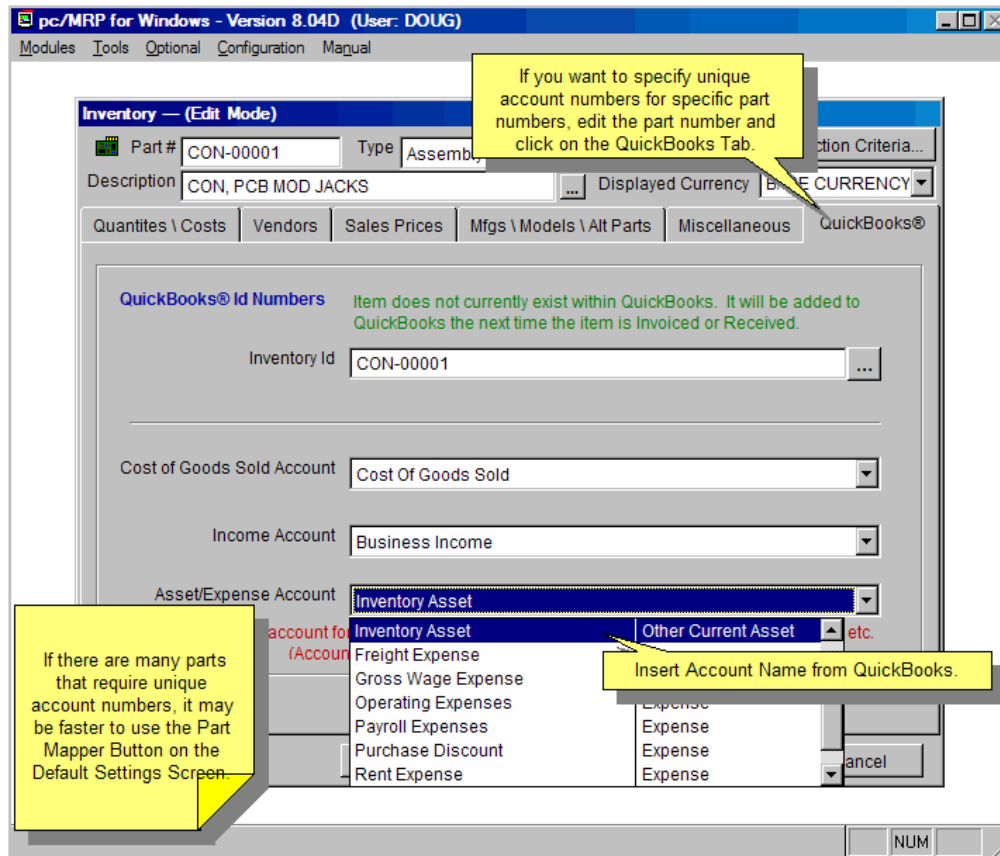 pc/MRP for Windows - Version 8.04D (User: DOUG)
Modules Tools Optional Configuration Manual
If you want to specify unique
account numbers for specific part
numbers, edit the part number and
click on the QuickBooks Tab.
Inventory — (Edit Mode)
Part # CON-00001 Type Assembly Criteria...
Description CON, PCB MOD JACKS ... Displayed Currency CURRENCY
Quantites \ Costs Vendors Sales Prices Mfgs \ Models \ Alt Parts Miscellaneous QuickBooks®
QuickBooks® Id Numbers
Item does not currently exist within QuickBooks. It will be added to
QuickBooks the next time the item is Invoiced or Received.
Inventory Id CON-00001 ...
Cost of Goods Sold Account Cost Of Goods Sold
Income Account Business Income
Asset/Expense Account Inventory Asset
account etc.
Inventory Asset Other Current Asset
Freight Expense
Gross Wage Expense
Operating Expenses Expense
Payroll Expenses Expense
Purchase Discount Expense
Rent Expense Expense
Insert Account Name from QuickBooks.
If there are many parts
that require unique
account numbers, it may
be faster to use the Part
Mapper Button on the
Default Settings Screen.
NUM